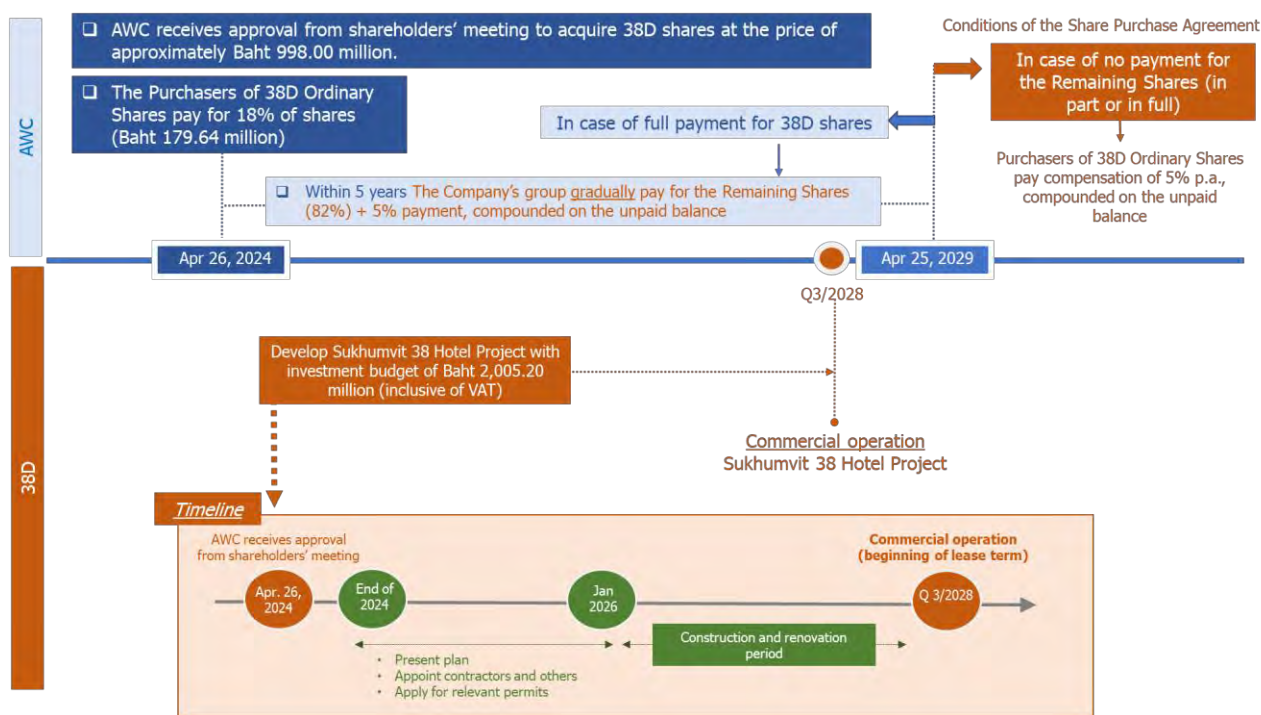 AWC
❑ AWC receives approval from shareholders’ meeting to acquire 38D shares at the price of
approximately Baht 998.00 million.
❑ The Purchasers of 38D Ordinary
Shares pay for 18% of shares
(Baht 179.64 million)
In case of full payment for 38D shares
Conditions of the Share Purchase Agreement
In case of no payment for
the Remaining Shares (in
part or in full)
Purchasers of 38D Ordinary Shares
pay compensation of 5% p.a.,
compounded on the unpaid
balance
❑ Within 5 years The Company’s group gradually pay for the Remaining Shares
(82%) + 5% payment, compounded on the unpaid balance
Apr 26, 2024
Apr 25, 2029
Q3/2028
38D
Develop Sukhumvit 38 Hotel Project with
investment budget of Baht 2,005.20
million (inclusive of VAT)
Commercial operation
Sukhumvit 38 Hotel Project
Timeline
AWC receives approval
from shareholders’ meeting
Commercial operation
(beginning of lease term)
Apr. 26,
2024
End of
2024
Jan
2026
Q 3/2028
Construction and renovation
period
• Present plan
• Appoint contractors and others
• Apply for relevant permits